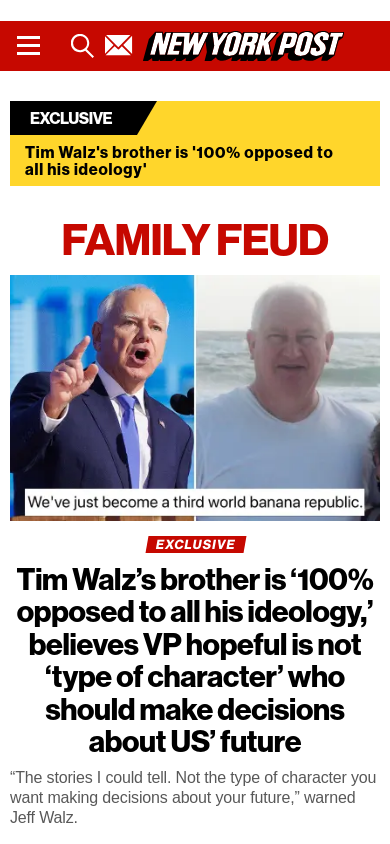 NEW YORK POST
EXCLUSIVE
Tim Walz's brother is '100% opposed to
all his ideology'
FAMILY FEUD
We've just become a third world banana republic.
EXCLUSIVE
Tim Walz’s brother is ‘100%
opposed to all his ideology,’
believes VP hopeful is not
‘type of character’ who
should make decisions
about US’ future
“The stories I could tell. Not the type of character you
want making decisions about your future,” warned
Jeff Walz.